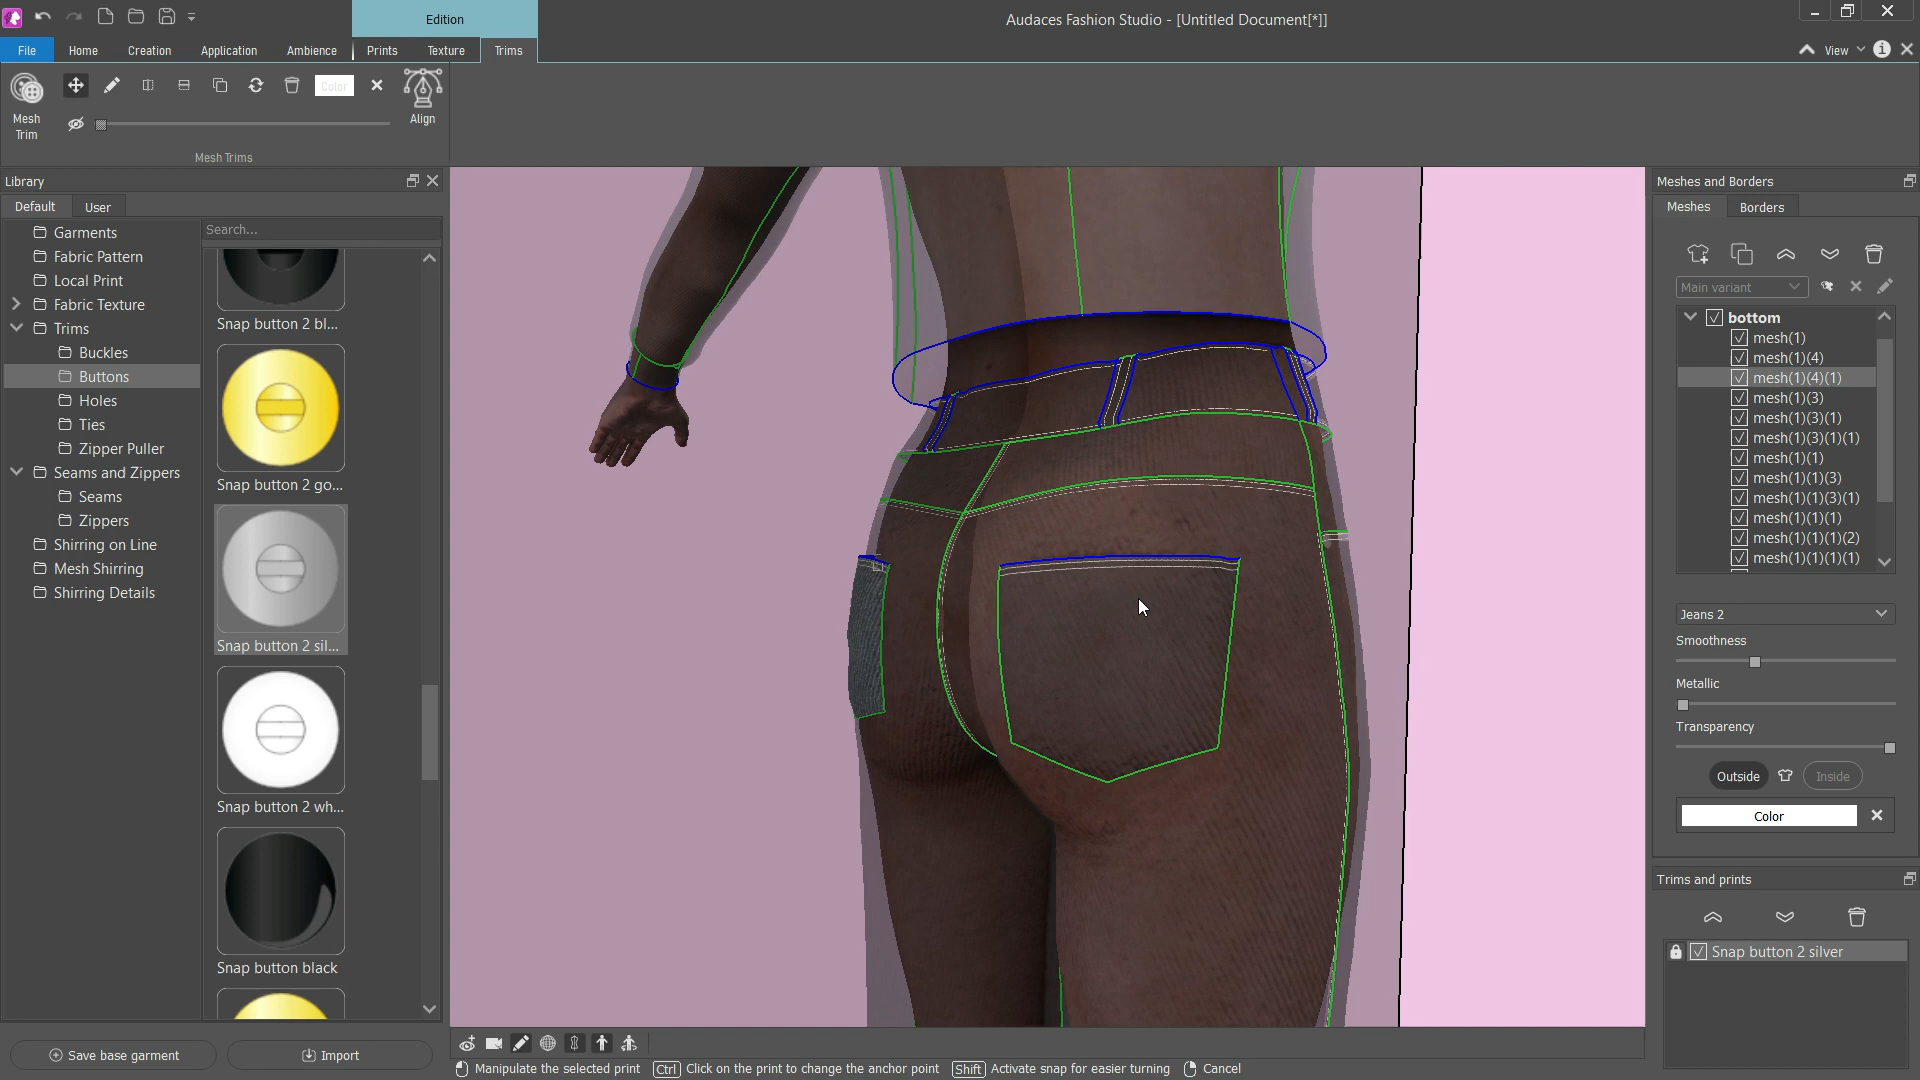 Edition
Audaces Fashion Studio - [Untitled Document[*]]
File
Home
Creation
Application
Ambience
Prints
Texture
Trims
View
Mesh
Trim
Color
Align
Mesh Trims
Library
Default
User
Search...
Garments
Fabric Pattern
Local Print
Fabric Texture
Trims
Buckles
Buttons
Holes
Ties
Zipper Puller
Seams and Zippers
Seams
Zippers
Shirring on Line
Mesh Shirring
Shirring Details
Snap button 2 bl...
Snap button 2 go...
Snap button 2 sil...
Snap button 2 wh...
Snap button black
Save base garment
Import
Manipulate the selected print
Ctrl
Click on the print to change the anchor point
Shift
Activate snap for easier turning
Cancel
Meshes and Borders
Meshes
Borders
Main variant
bottom
mesh(1)
mesh(1)(4)
mesh(1)(4)(1)
mesh(1)(3)
mesh(1)(3)(1)
mesh(1)(3)(1)(1)
mesh(1)(1)
mesh(1)(1)(3)
mesh(1)(1)(3)(1)
mesh(1)(1)(1)
mesh(1)(1)(1)(2)
mesh(1)(1)(1)(1)
Jeans 2
Smoothness
Metallic
Transparency
Outside
Inside
Color
Trims and prints
Snap button 2 silver